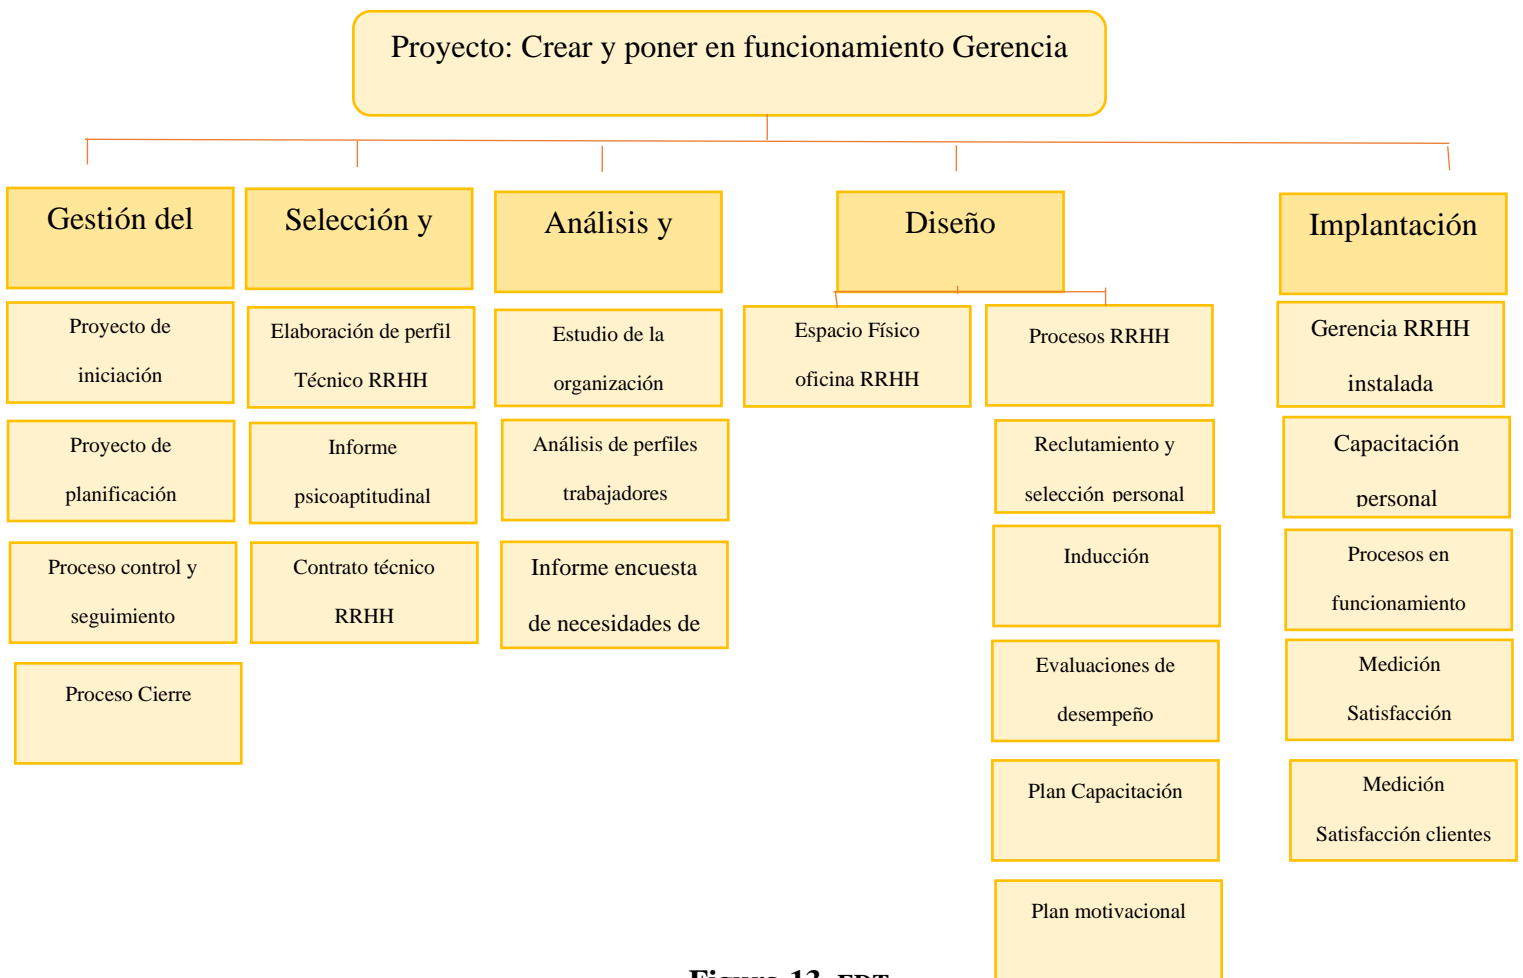 Proyecto: Crear y poner en funcionamiento Gerencia
Gestión del
Selección y
Análisis y
Diseño
Implantación
Proyecto de
iniciación
Proyecto de
planificación
Proceso control y
seguimiento
Proceso Cierre
Elaboración de perfil
Técnico RRHH
Informe
psicoaptitudinal
Contrato técnico
RRHH
Estudio de la
organización
Análisis de perfiles
trabajadores
Informe encuesta
de necesidades de
Espacio Físico
oficina RRHH
Procesos RRHH
Reclutamiento y
selección personal
Inducción
Evaluaciones de
desempeño
Plan Capacitación
Plan motivacional
Gerencia RRHH
instalada
Capacitación
personal
Procesos en
funcionamiento
Medición
Satisfacción
Medición
Satisfacción clientes
Figura 13. EDT